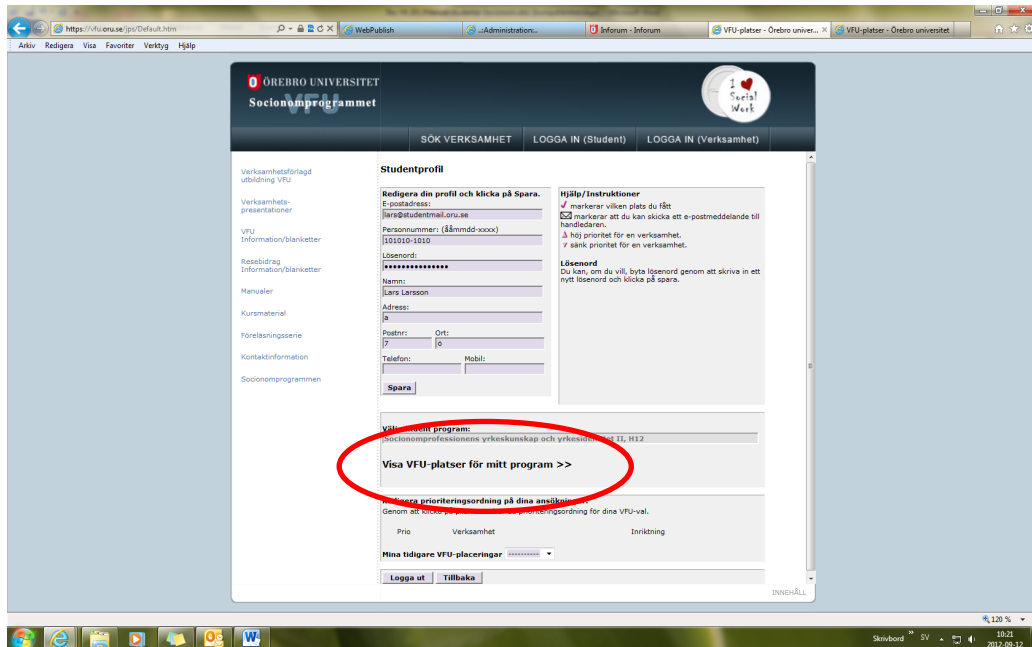 https://vfu.oru.se/jps/Default.htm
WebPublish
..:Administration:..
Inforum - Inforum
VFU-platser - Örebro univer...
VFU-platser - Örebro universitet
Arkiv Redigera Visa Favoriter Verktyg Hjälp
ÖREBRO UNIVERSITET
Socionomprogrammet
VFU
I
Social
Work
SÖK VERKSAMHET LOGGA IN (Student) LOGGA IN (Verksamhet)
Verksamhetsförlagd
utbildning VFU
Verksamhets-
presentationer
VFU
Information/blanketter
Resebidrag
Information/blanketter
Manualer
Kursmaterial
Föreläsningsserie
Kontaktinformation
Socionomprogrammen
Studentprofil
Redigera din profil och klicka på Spara.
E-postadress:
lars@studentmail.oru.se
Personnummer: (ååmmdd-xxxx)
101010-1010
Lösenord:
•••••••••••••••
Namn:
Lars Larsson
Adress:
a
Postnr: Ort:
7 o
Telefon: Mobil:
Spara
Hjälp/Instruktioner
markerar vilken plats du fått
markerar att du kan skicka ett e-postmeddelande till
handledaren.
höj prioritet för en verksamhet.
sänk prioritet för en verksamhet.
Lösenord
Du kan, om du vill, byta lösenord genom att skriva in ett
nytt lösenord och klicka på spara.
program:
Socionomprofessionens yrkeskunskap och II, H12
Visa VFU-platser för mitt program >>
prioriteringsordning på dina
Genom att för dina VFU-val.
Prio Verksamhet Inriktning
Mina tidigare VFU-placeringar ----------
Logga ut Tillbaka
INNEHÅLL
120 %
Skrivbord SV 10:21
2012-09-12